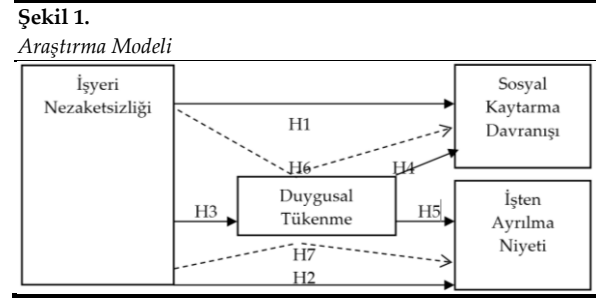 Şekil 1.
Araştırma Modeli
İşyeri
Nezaketsizliği
Sosyal
Kaytarma
Davranışı
H1
H6
H4
Duygusal
Tükenme
H3
H5
İşten
Ayrılma
Niyeti
H7
H2